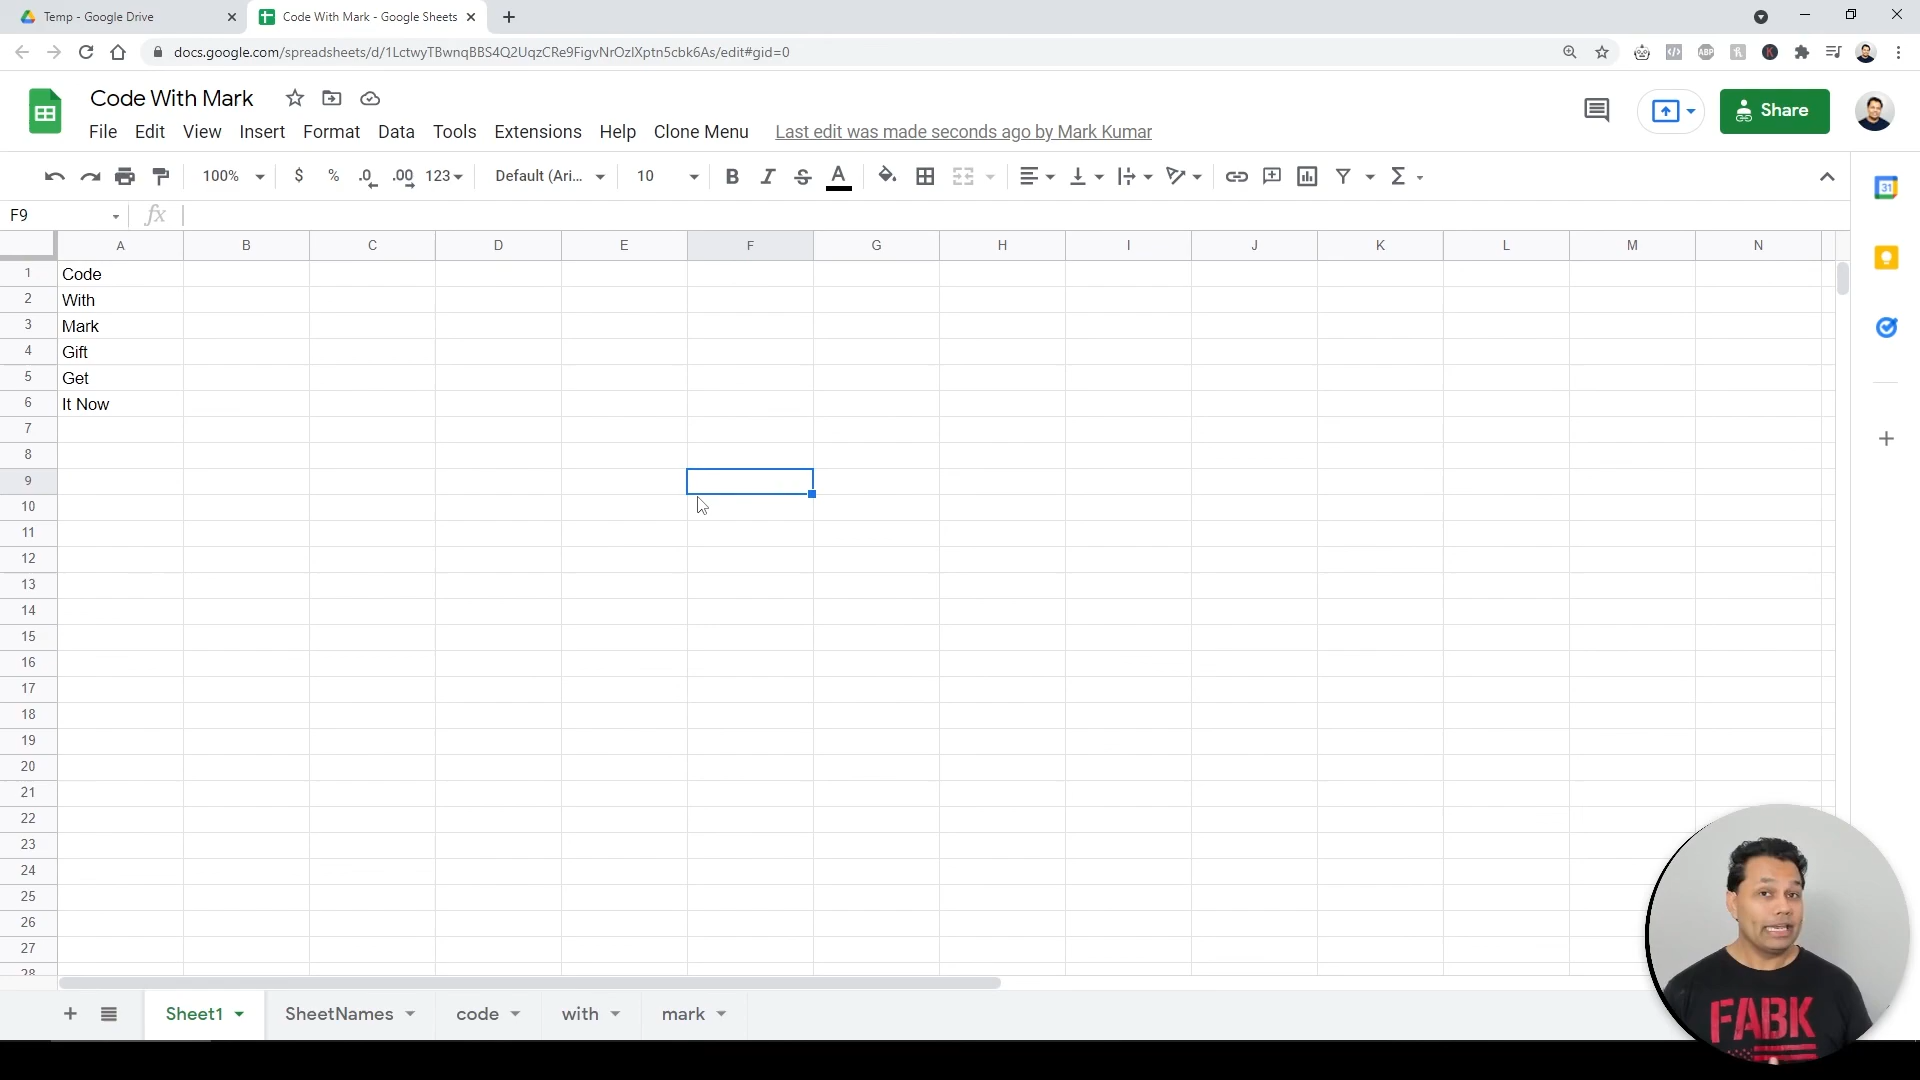 Temp - Google Drive
Code With Mark - Google Sheets
docs.google.com/spreadsheets/d/1LctwyTBwnqBBS4Q2UqzCRe9FigvNrOzlXptn5cbk6As/edit#gid=0
ABP
K
Code With Mark
File Edit View Insert Format Data Tools Extensions Help Clone Menu Last edit was made seconds ago by Mark Kumar
Share
100% $ % .0 .00 123 Default (Ari... 10 B I S A Σ
31
F9 fx
A B C D E F G H I J K L M N
1 Code
2 With
3 Mark
4 Gift
5 Get
6 It Now
7
8
9
10
11
12
13
14
15
16
17
18
19
20
21
22
23
24
25
26
27
28
Sheet1 SheetNames code with mark
FABK